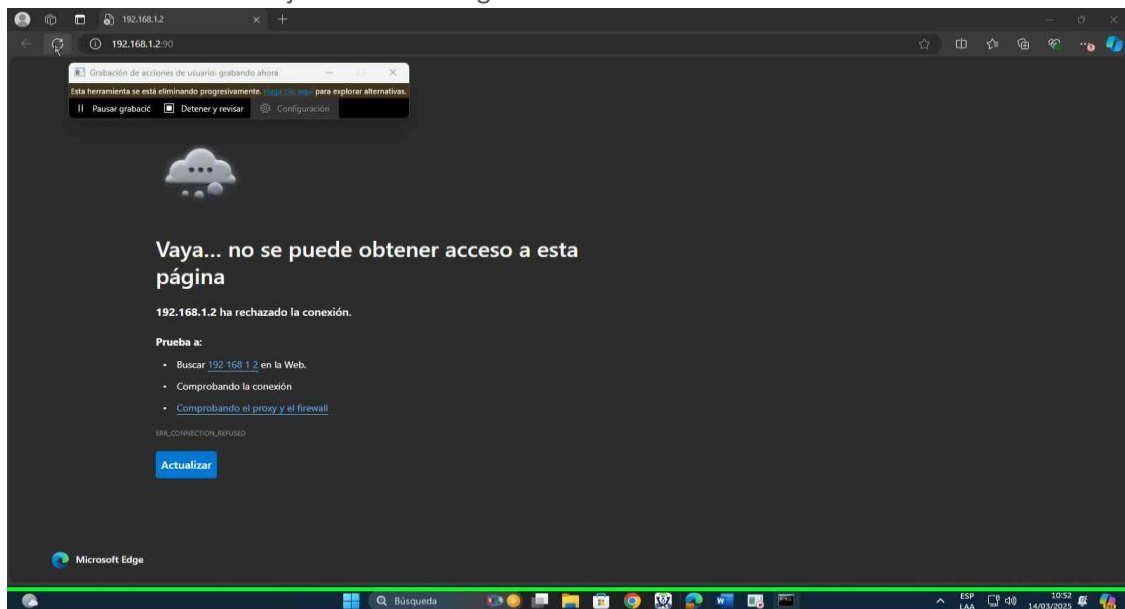 192.168.1.2
192.168.1.2:90
Grabación de acciones de usuario: grabando ahora
Esta herramienta se está eliminando progresivamente. Haga clic aquí para explorar alternativas.
Pausar grabació Detener y revisar Configuración
Vaya... no se puede obtener acceso a esta
página
192.168.1.2 ha rechazado la conexión.
Prueba a:
• Buscar 192 168 1 2 en la Web.
• Comprobando la conexión
• Comprobando el proxy y el firewall
ERR_CONNECTION_REFUSED
Actualizar
Microsoft Edge
Búsqueda
ESP
LAA
10:52
14/03/2025